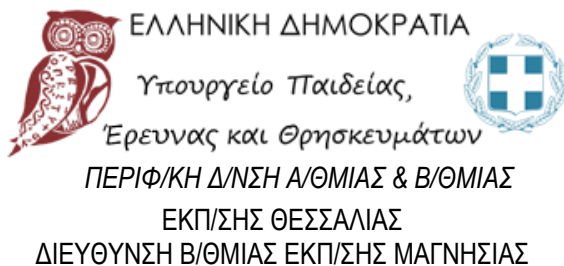 ΕΛΛΗΝΙΚΗ ΔΗΜΟΚΡΑΤΙΑ
Υπουργείο Παιδείας,
Έρευνας και Θρησκευμάτων
ΠΕΡΙΦ/ΚΗ Δ/ΝΣΗ Α/ΘΜΙΑΣ & Β/ΘΜΙΑΣ
ΕΚΠ/ΣΗΣ ΘΕΣΣΑΛΙΑΣ
ΔΙΕΥΘΥΝΣΗ Β/ΘΜΙΑΣ ΕΚΠ/ΣΗΣ ΜΑΓΝΗΣΙΑΣ